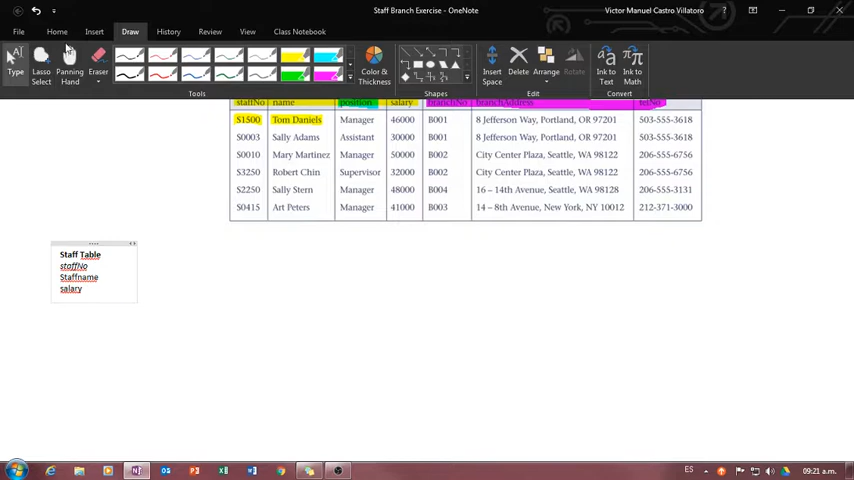 Staff Branch Exercise - OneNote
Victor Manuel Castro Villatoro
File Home Insert Draw History Review View Class Notebook
Type Lasso Select Panning Hand Eraser Color & Thickness Insert Space Delete Arrange Rotate Ink to Text Ink to Math
Tools Shapes Edit Convert
staffNo name position salary branchNo branchAddress telNo
S1500 Tom Daniels Manager 46000 B001 8 Jefferson Way, Portland, OR 97201 503-555-3618
S0003 Sally Adams Assistant 30000 B001 8 Jefferson Way, Portland, OR 97201 503-555-3618
S0010 Mary Martinez Manager 50000 B002 City Center Plaza, Seattle, WA 98122 206-555-6756
S3250 Robert Chin Supervisor 32000 B002 City Center Plaza, Seattle, WA 98122 206-555-6756
S2250 Sally Stern Manager 48000 B004 16 – 14th Avenue, Seattle, WA 98128 206-555-3131
S0415 Art Peters Manager 41000 B003 14 – 8th Avenue, New York, NY 10012 212-371-3000
Staff Table
staffNo
Staffname
salary
ES 09:21 a.m.